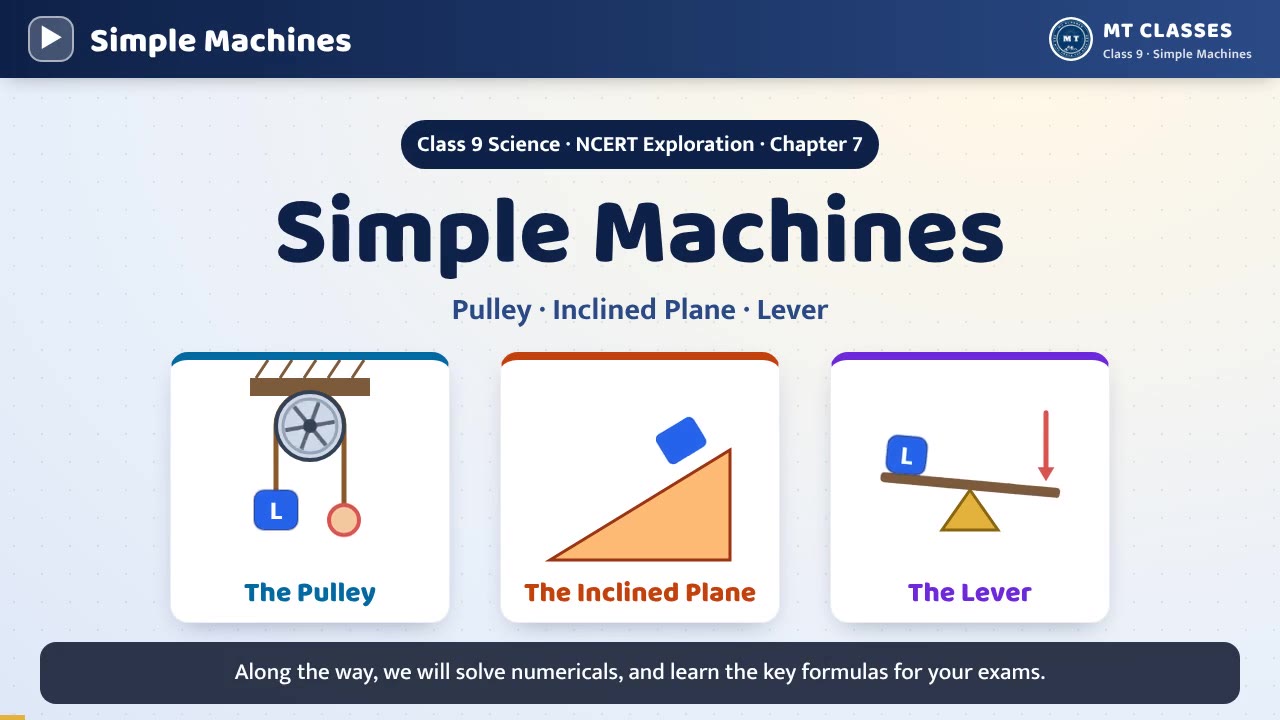 Simple Machines
MT CLASSES
Class 9 · Simple Machines
MT
Class 9 Science · NCERT Exploration · Chapter 7
Simple Machines
Pulley · Inclined Plane · Lever
L
L
The Pulley
The Inclined Plane
The Lever
Along the way, we will solve numericals, and learn the key formulas for your exams.